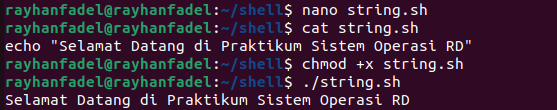 rayhanfadel@rayhanfadel:~/shell$ nano string.sh
rayhanfadel@rayhanfadel:~/shell$ cat string.sh
echo "Selamat Datang di Praktikum Sistem Operasi RD"
rayhanfadel@rayhanfadel:~/shell$ chmod +x string.sh
rayhanfadel@rayhanfadel:~/shell$ ./string.sh
Selamat Datang di Praktikum Sistem Operasi RD